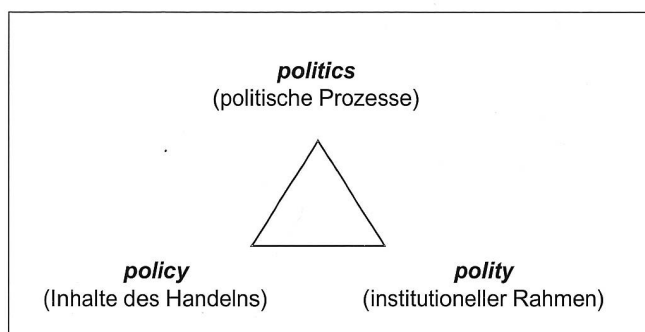 politics
(politische Prozesse)
policy
(Inhalte des Handelns)
polity
(institutioneller Rahmen)